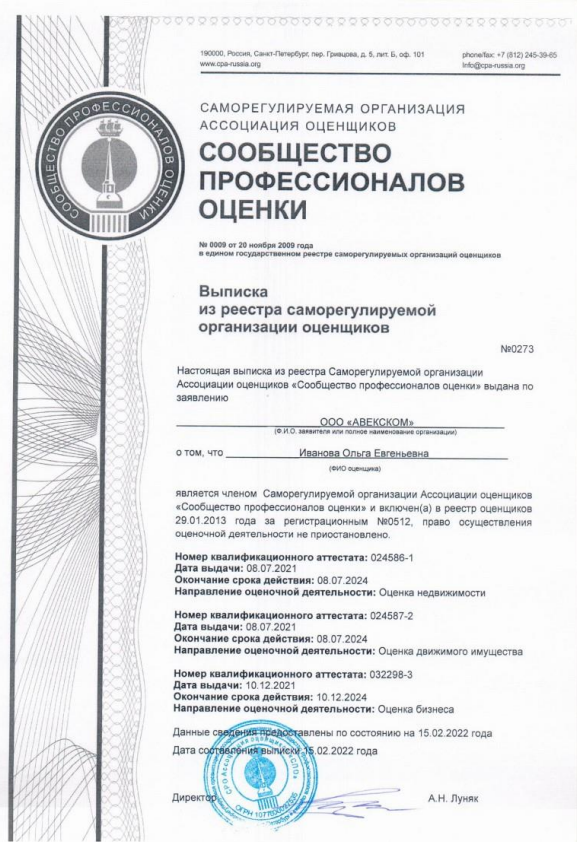 190000, Россия, Санкт-Петербург, пер. Гривцова, д. 5, лит. Б, оф. 101
www.cpa-russia.org
phone/fax: +7 (812) 245-39-65
Info@cpa-russia.org
СООБЩЕСТВО ПРОФЕССИОНАЛОВ ОЦЕНКИ
САМОРЕГУЛИРУЕМАЯ ОРГАНИЗАЦИЯ
АССОЦИАЦИЯ ОЦЕНЩИКОВ
СООБЩЕСТВО
ПРОФЕССИОНАЛОВ
ОЦЕНКИ
№ 0009 от 20 ноября 2009 года
в едином государственном реестре саморегулируемых организаций оценщиков
Выписка
из реестра саморегулируемой
организации оценщиков
№0273
Настоящая выписка из реестра Саморегулируемой организации
Ассоциации оценщиков «Сообщество профессионалов оценки» выдана по
заявлению
ООО «АВЕКСКОМ»
(Ф.И.О. заявителя или полное наименование организации)
о том, что Иванова Ольга Евгеньевна
(ФИО оценщика)
является членом Саморегулируемой организации Ассоциации оценщиков
«Сообщество профессионалов оценки» и включен(а) в реестр оценщиков
29.01.2013 года за регистрационным №0512, право осуществления
оценочной деятельности не приостановлено.
Номер квалификационного аттестата: 024586-1
Дата выдачи: 08.07.2021
Окончание срока действия: 08.07.2024
Направление оценочной деятельности: Оценка недвижимости
Номер квалификационного аттестата: 024587-2
Дата выдачи: 08.07.2021
Окончание срока действия: 08.07.2024
Направление оценочной деятельности: Оценка движимого имущества
Номер квалификационного аттестата: 032298-3
Дата выдачи: 10.12.2021
Окончание срока действия: 10.12.2024
Направление оценочной деятельности: Оценка бизнеса
Данные сведения предоставлены по состоянию на 15.02.2022 года
Дата составления выписки 15.02.2022 года
Директор
А.Н. Луняк